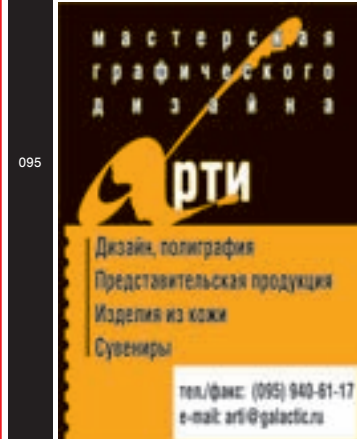 мастерская
графического
дизайна
095
Арти
Дизайн, полиграфия
Представительская продукция
Изделия из кожи
Сувениры
тел./факс: (095) 940-61-17
e-mail: arti@galactic.ru